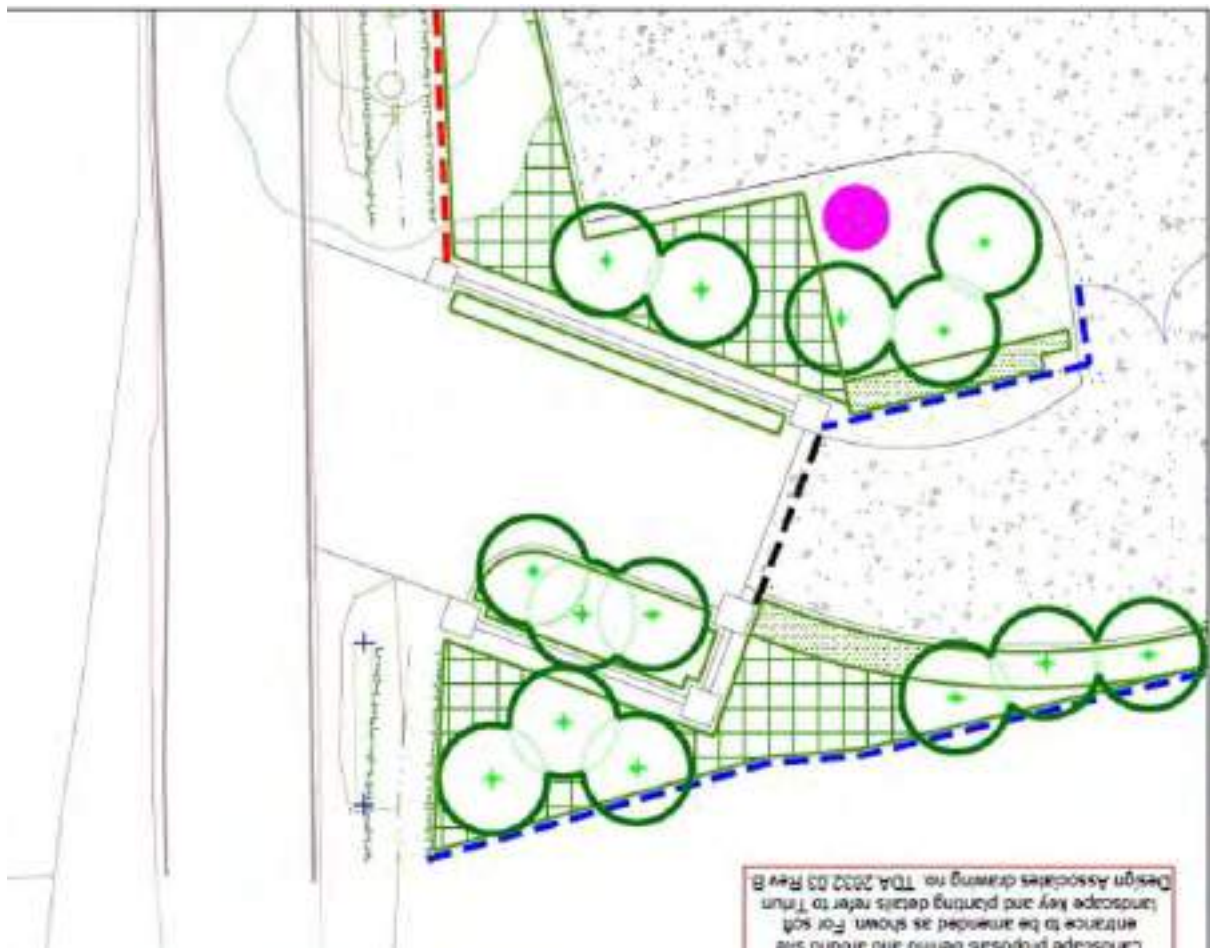 Landscape proposals behind and around site
entrance to be amended as shown. For soft
landscape key and planting details refer to Tirlun
Design Associates drawing no. TDA 2032.03 Rev B